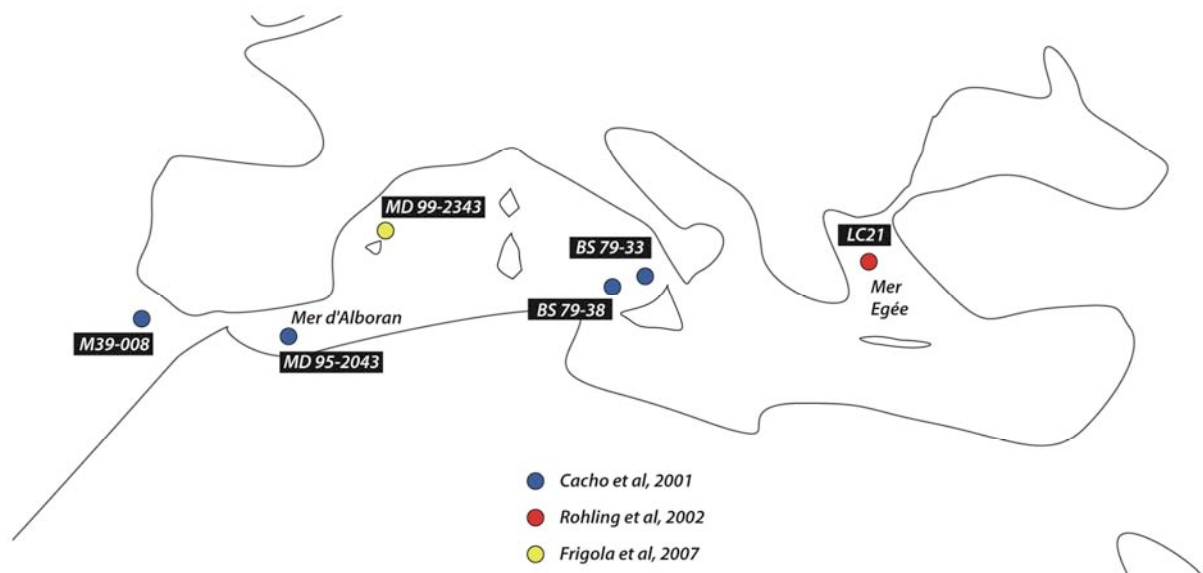 MD 99-2343
LC21
BS 79-33
Mer
Egée
BS 79-38
Mer d'Alboran
M39-008
MD 95-2043
Cacho et al, 2001
Rohling et al, 2002
Frigola et al, 2007